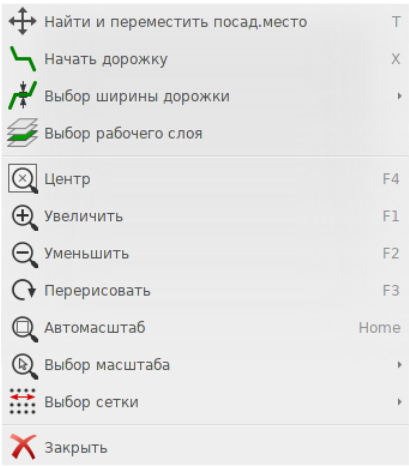 Найти и переместить посад.место T
Начать дорожку X
Выбор ширины дорожки
Выбор рабочего слоя
Центр F4
Увеличить F1
Уменьшить F2
Перерисовать F3
Автомасштаб Home
Выбор масштаба
Выбор сетки
Закрыть